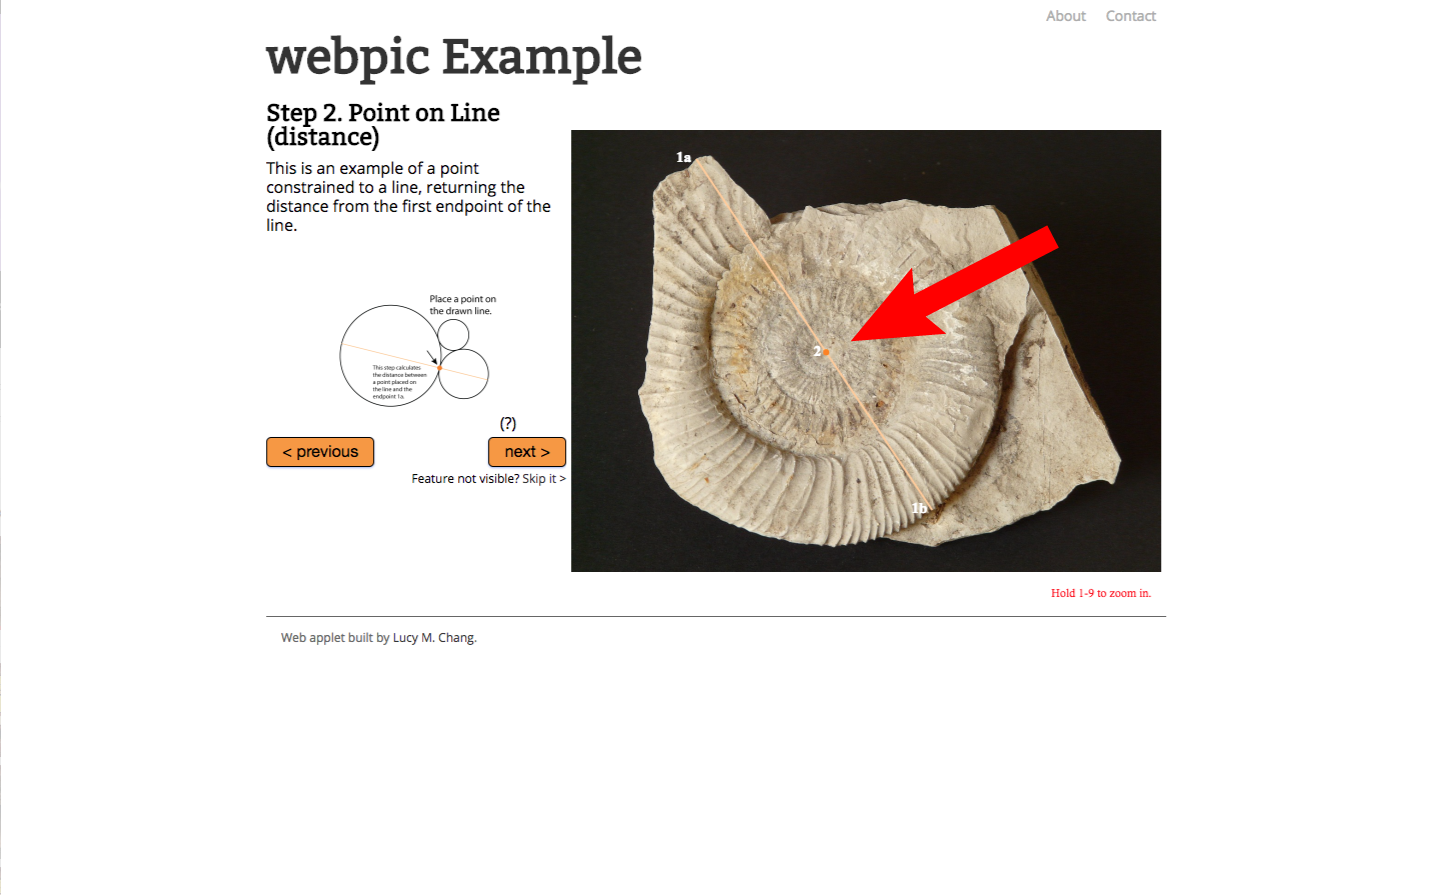 About Contact
webpic Example
Step 2. Point on Line
(distance)
This is an example of a point
constrained to a line, returning the
distance from the first endpoint of the
line.
Place a point on
the drawn line.
This step calculates
the distance between
a point placed on
the line and the
endpoint 1a.
(?)
< previous
next >
Feature not visible? Skip it >
1a
2
1b
Hold 1-9 to zoom in.
Web applet built by Lucy M. Chang.